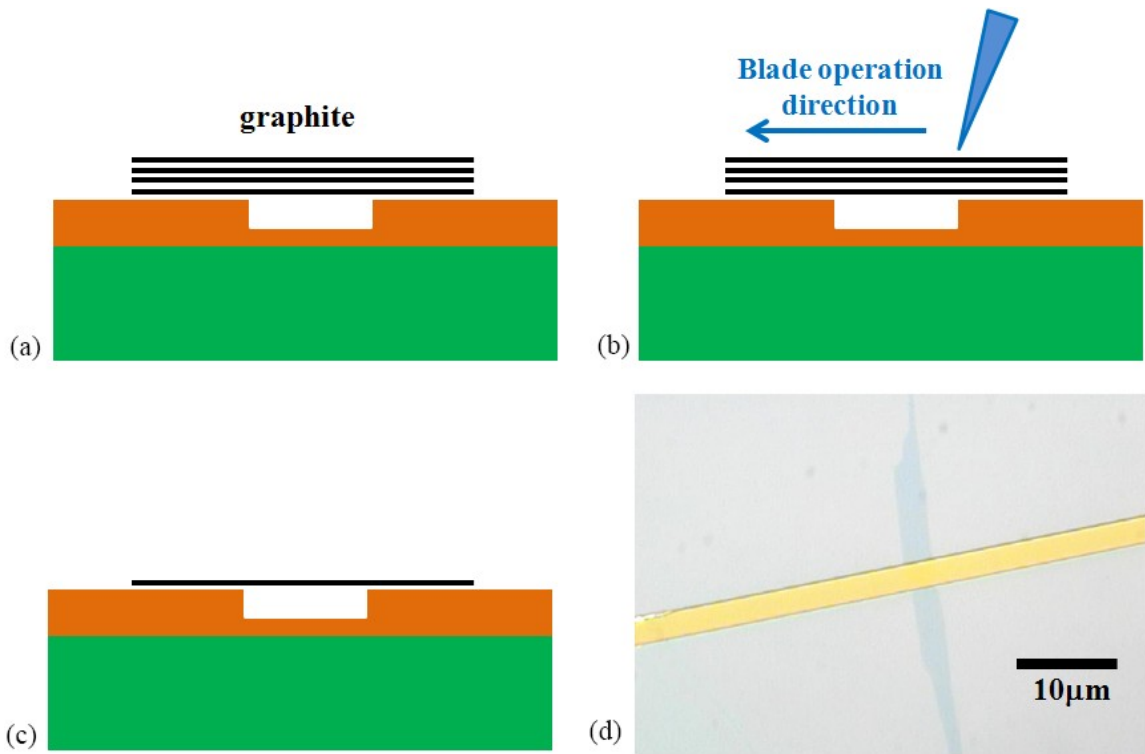 graphite
Blade operation
direction
(a)
(b)
(c)
(d)
10μm